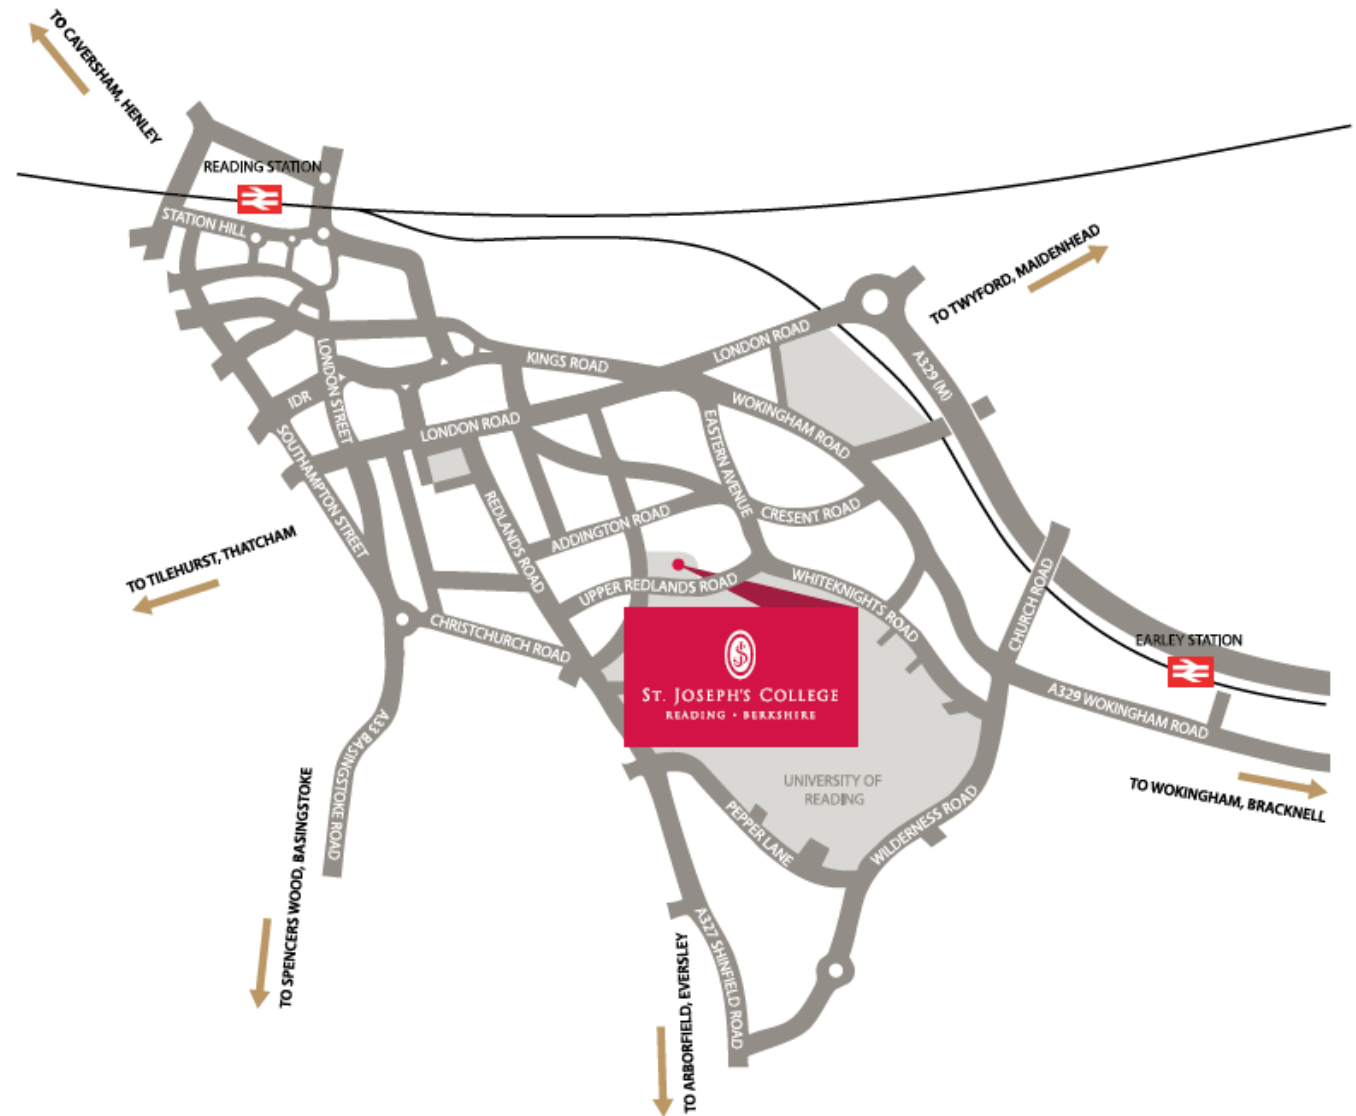 TO CAVERSHAM, HENLEY
READING STATION
STATION HILL
TO TWYFORD, MAIDENHEAD
LONDON ROAD
KINGS ROAD
LONDON STREET
A329 (M)
IDR
WOKINGHAM ROAD
LONDON ROAD
EASTERN AVENUE
SOUTHAMPTON STREET
REDLANDS ROAD
CRESENT ROAD
ADDINGTON ROAD
TO TILEHURST, THATCHAM
UPPER REDLANDS ROAD
WHITEKNIGHTS ROAD
CHURCH ROAD
CHRISTCHURCH ROAD
EARLEY STATION
ST. JOSEPH'S COLLEGE
READING • BERKSHIRE
A329 WOKINGHAM ROAD
A33 BASINGSTOKE ROAD
UNIVERSITY OF
READING
TO WOKINGHAM, BRACKNELL
PEPPER LANE
WILDERNESS ROAD
TO SPENCERS WOOD, BASINGSTOKE
A327 SHINFIELD ROAD
TO ARBORFIELD, EVERSLEY